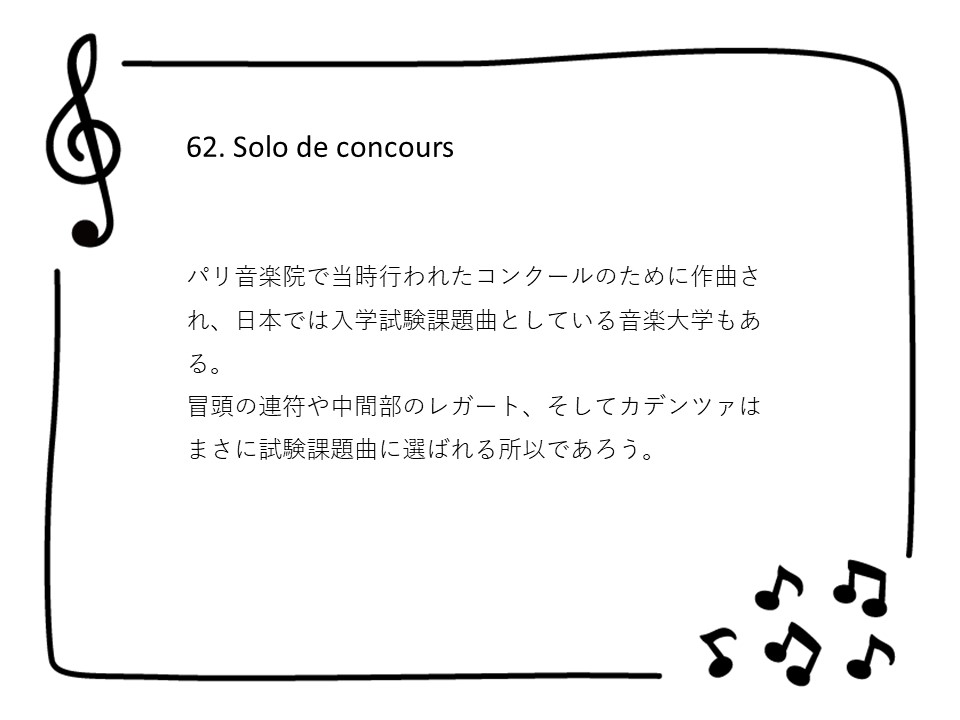 62. Solo de concours
パリ音楽院で当時行われたコンクールのために作曲さ
れ、日本では入学試験課題曲としている音楽大学もあ
る。
冒頭の連符や中間部のレガート、そしてカデンツァは
まさに試験課題曲に選ばれる所以であろう。